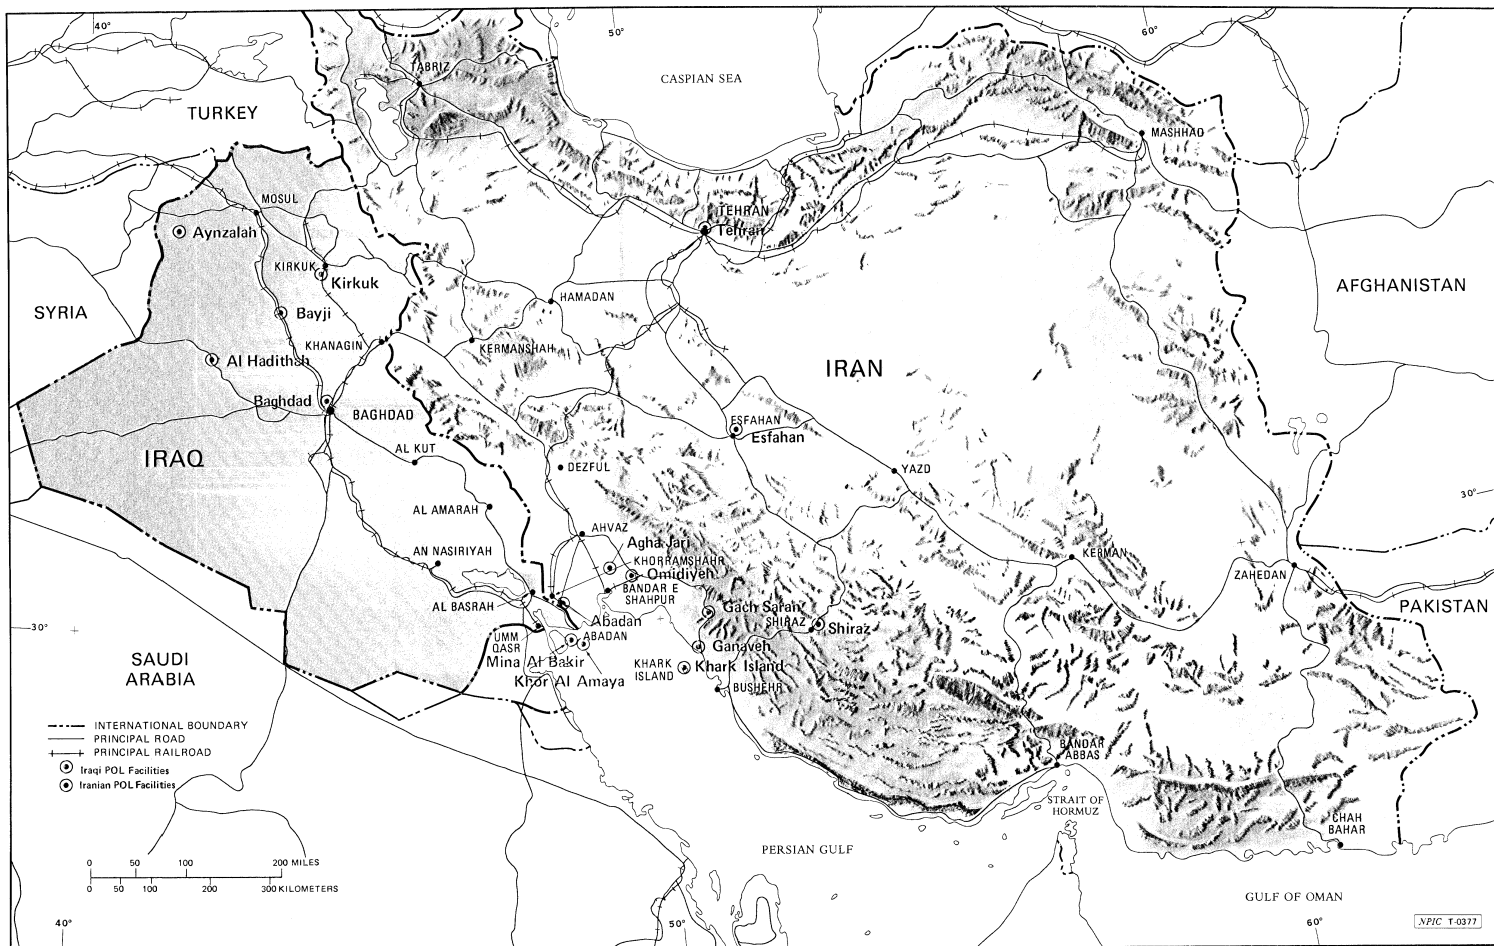 40°
50°
60°
CASPIAN SEA
TABRIZ
TURKEY
MASHHAD
MOSUL
Aynzalah
TEHRAN
Tehran
KIRKUK
Kirkuk
SYRIA
Bayji
HAMADAN
AFGHANISTAN
KHANAGIN
KERMANSHAH
Al Hadithah
IRAN
Baghdad
BAGHDAD
ESFAHAN
Esfahan
AL KUT
IRAQ
DEZFUL
YAZD
30°
AL AMARAH
AHVAZ
AN NASIRIYAH
Agha Jari
KHORRAMSHAHR
Omidiyeh
KERMAN
ZAHEDAN
BANDAR E
SHAHPUR
AL BASRAH
Gach Saran
PAKISTAN
30°
Abadan
SHIRAZ
Shiraz
UMM
QASR
ABADAN
Ganaveh
SAUDI
ARABIA
Mina Al Bakir
KHARK
ISLAND
Khark Island
Khor Al Amaya
BUSHEHR
INTERNATIONAL BOUNDARY
PRINCIPAL ROAD
PRINCIPAL RAILROAD
Iraqi POL Facilities
Iranian POL Facilities
BANDAR
ABBAS
STRAIT OF
HORMUZ
CHAH
BAHAR
PERSIAN GULF
0 50 100 200 MILES
0 50 100 200 300 KILOMETERS
GULF OF OMAN
40°
50°
60°
NPIC T-0377